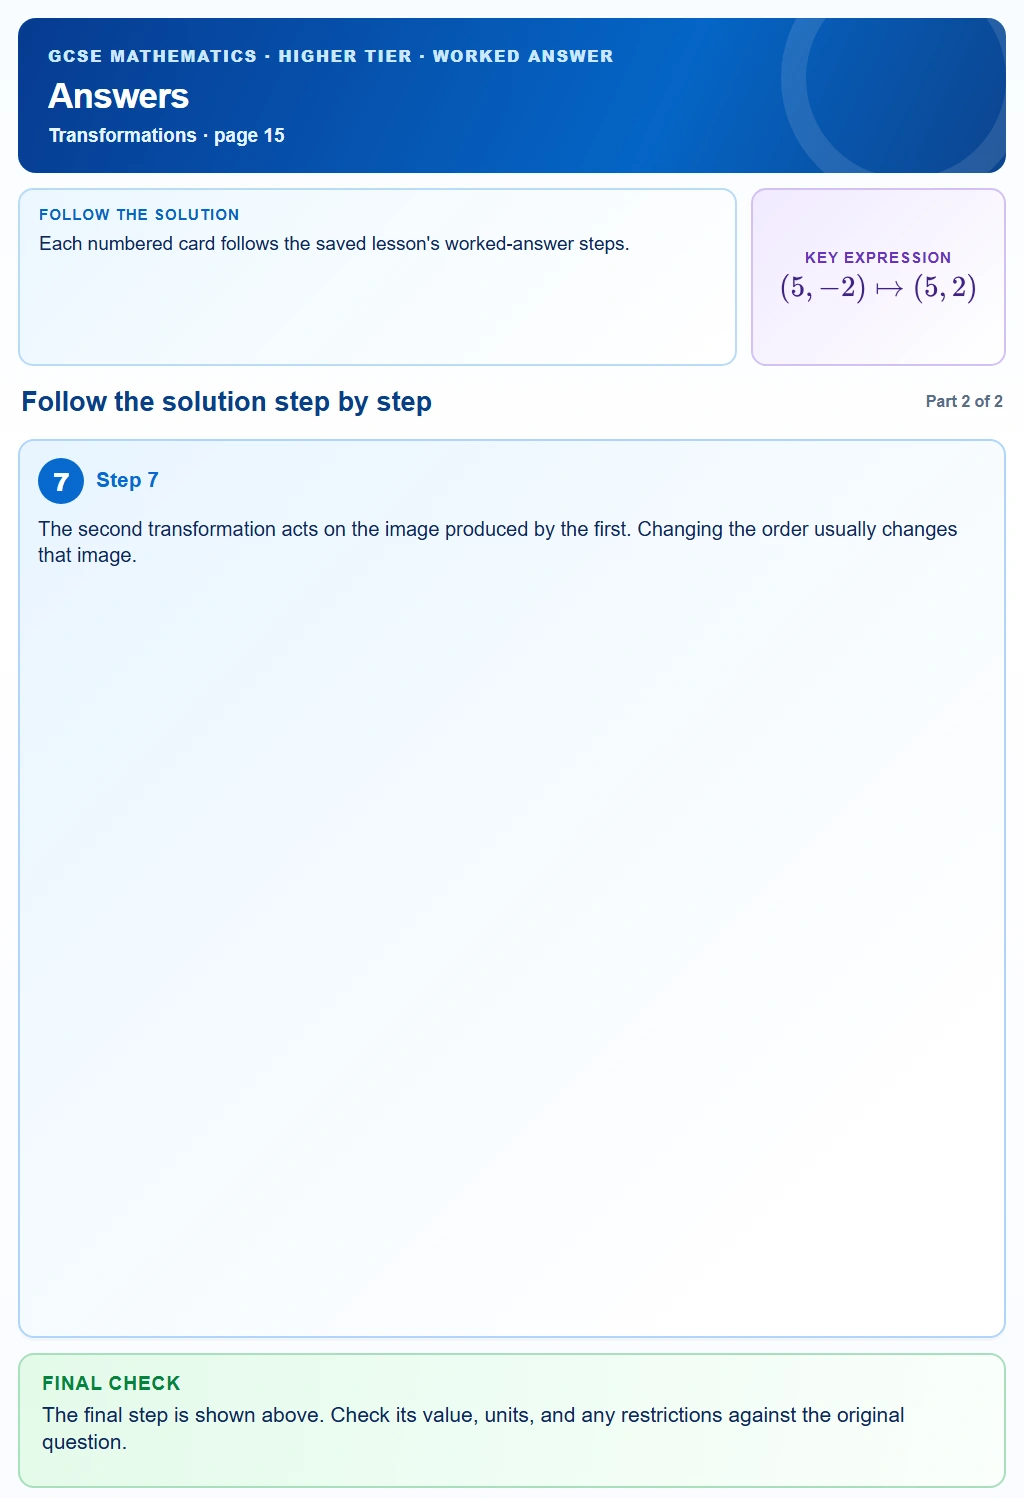 GCSE MATHEMATICS · HIGHER TIER · WORKED ANSWER
Answers
Transformations · page 15
FOLLOW THE SOLUTION
Each numbered card follows the saved lesson's worked-answer steps.
KEY EXPRESSION
(5, −2) ↦ (5, 2)
Follow the solution step by step
Part 2 of 2
7 Step 7
The second transformation acts on the image produced by the first. Changing the order usually changes
that image.
FINAL CHECK
The final step is shown above. Check its value, units, and any restrictions against the original
question.